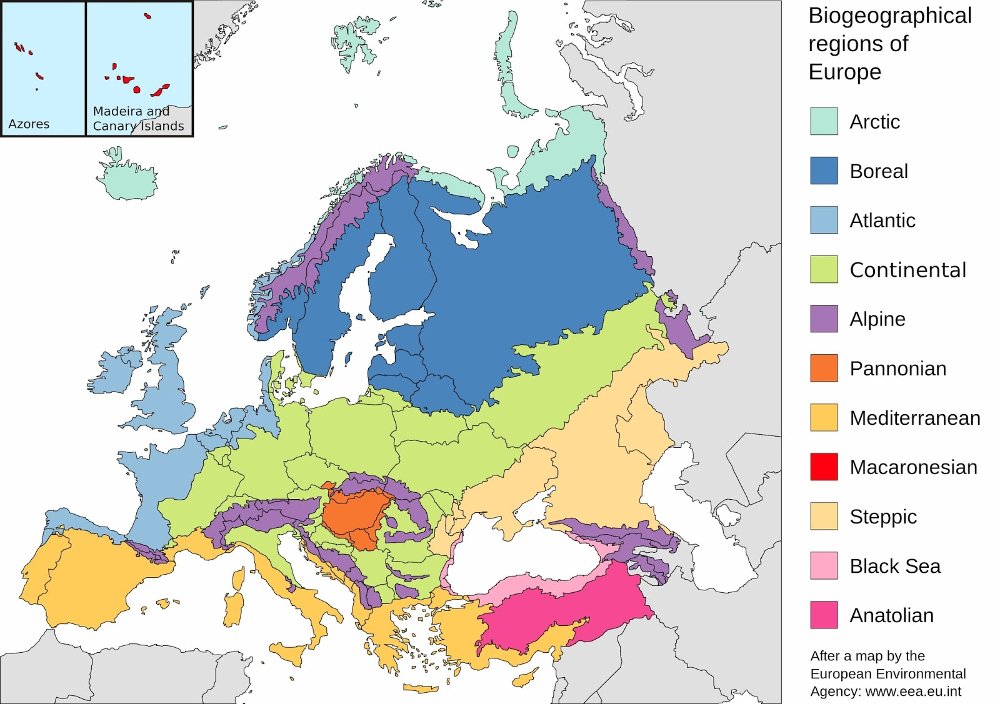 Azores
Madeira and
Canary Islands
Biogeographical
regions of
Europe
Arctic
Boreal
Atlantic
Continental
Alpine
Pannonian
Mediterranean
Macaronesian
Steppic
Black Sea
Anatolian
After a map by the
European Environmental
Agency: www.eea.eu.int